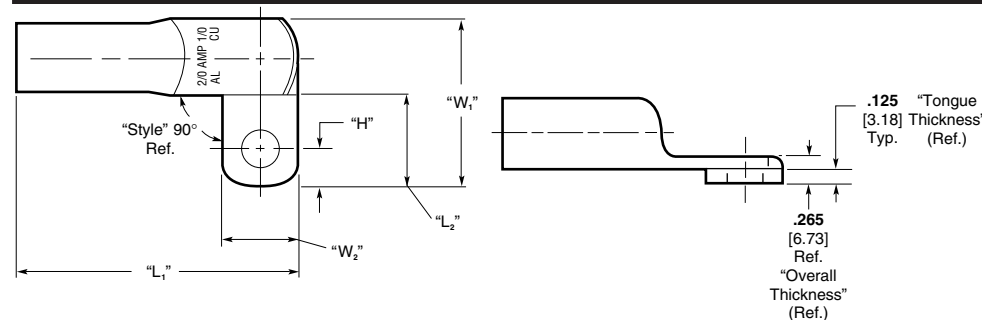 2/0 AMP 1/0
AL CU
"Style" 90°
Ref.
"H"
"W₁"
"L₂"
"W₂"
"L₁"
.125 "Tongue
[3.18] Thickness"
Typ. (Ref.)
.265
[6.73]
Ref.
"Overall
Thickness"
(Ref.)